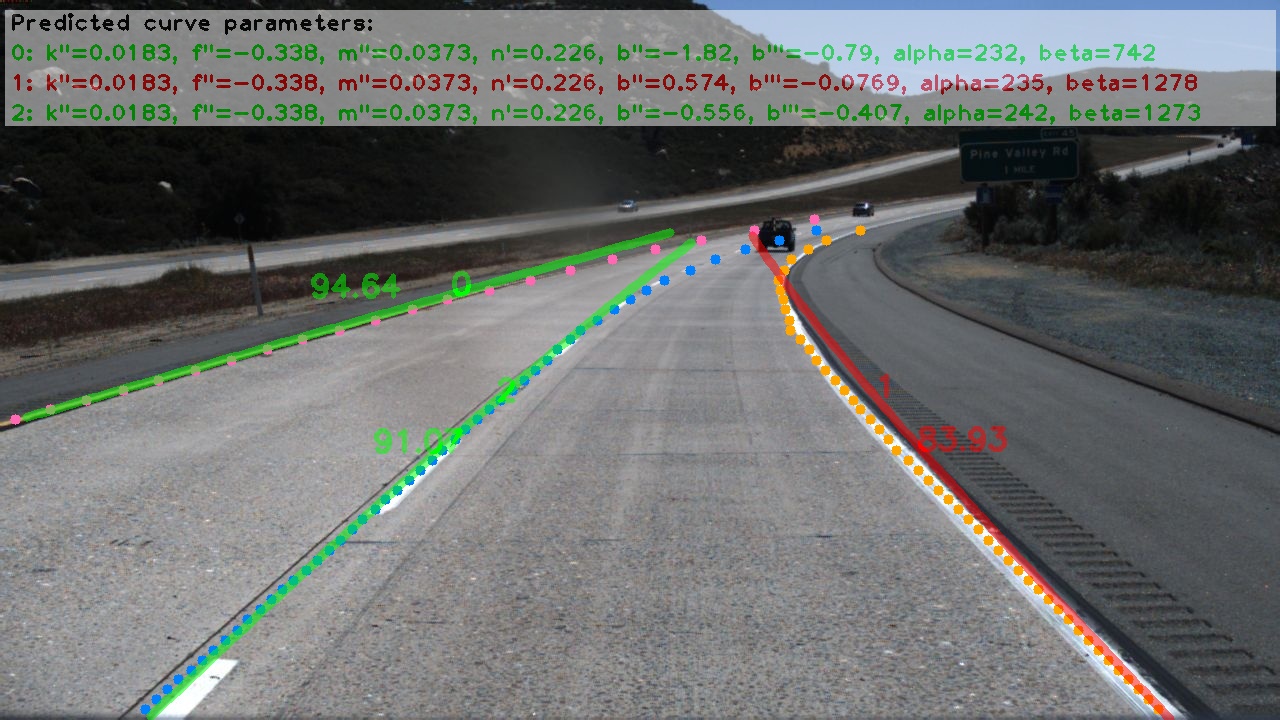 Predicted curve parameters:
0: k"=0.0183, f"=-0.338, m"=0.0373, n'=0.226, b"=-1.82, b'''=-0.79, alpha=232, beta=742
1: k"=0.0183, f"=-0.338, m"=0.0373, n'=0.226, b"=0.574, b'''=-0.0769, alpha=235, beta=1278
2: k"=0.0183, f"=-0.338, m"=0.0373, n'=0.226, b"=-0.556, b'''=-0.407, alpha=242, beta=1273
Pine Valley Rd
1 MILE
94.64 0
1
83.93